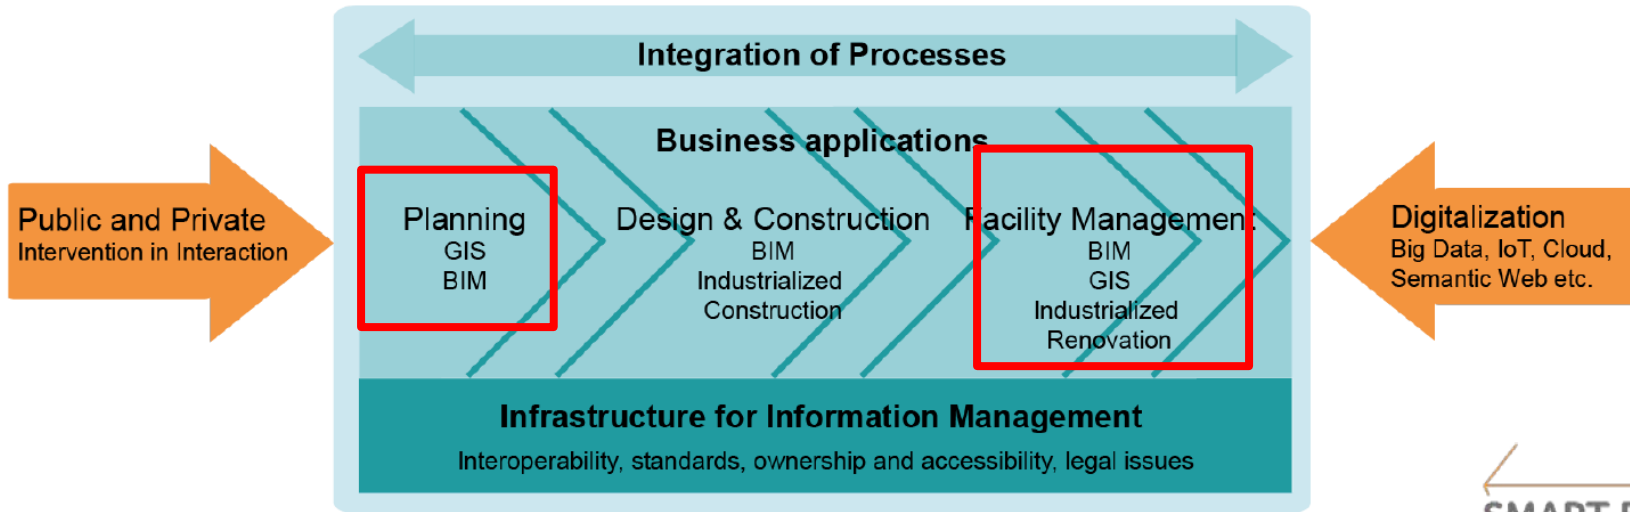 Integration of Processes
Business applications
Public and Private
Intervention in Interaction
Planning
GIS
BIM
Design & Construction
BIM
Industrialized
Construction
Facility Management
BIM
GIS
Industrialized
Renovation
Digitalization
Big Data, IoT, Cloud,
Semantic Web etc.
Infrastructure for Information Management
Interoperability, standards, ownership and accessibility, legal issues
SMART